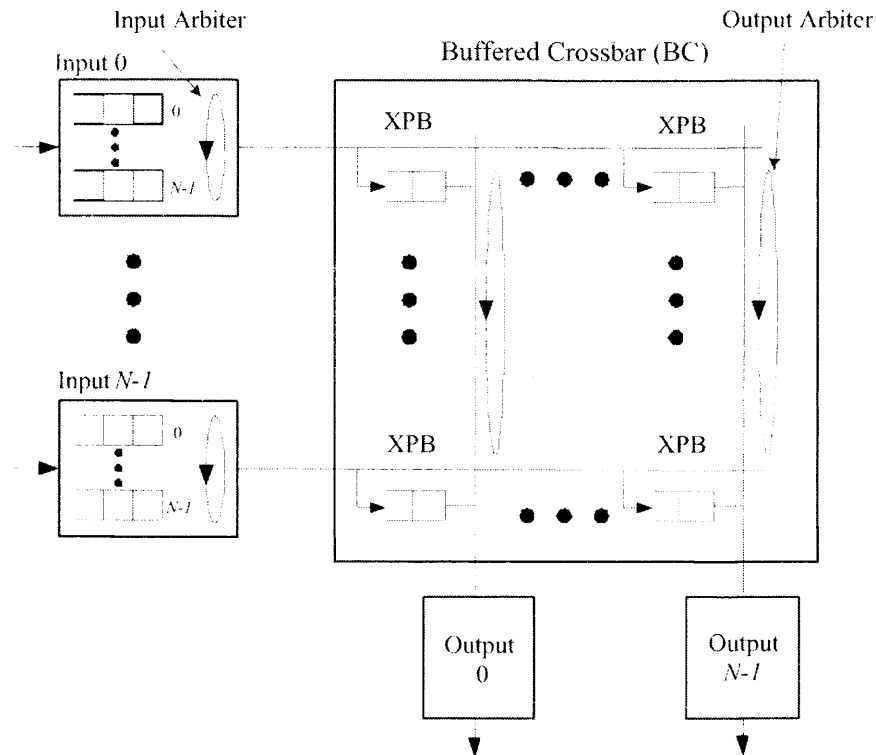 Input Arbiter
Output Arbiter
Input 0
Buffered Crossbar (BC)
0
N-1
XPB
XPB
Input N-1
0
N-1
XPB
XPB
Output
0
Output
N-1